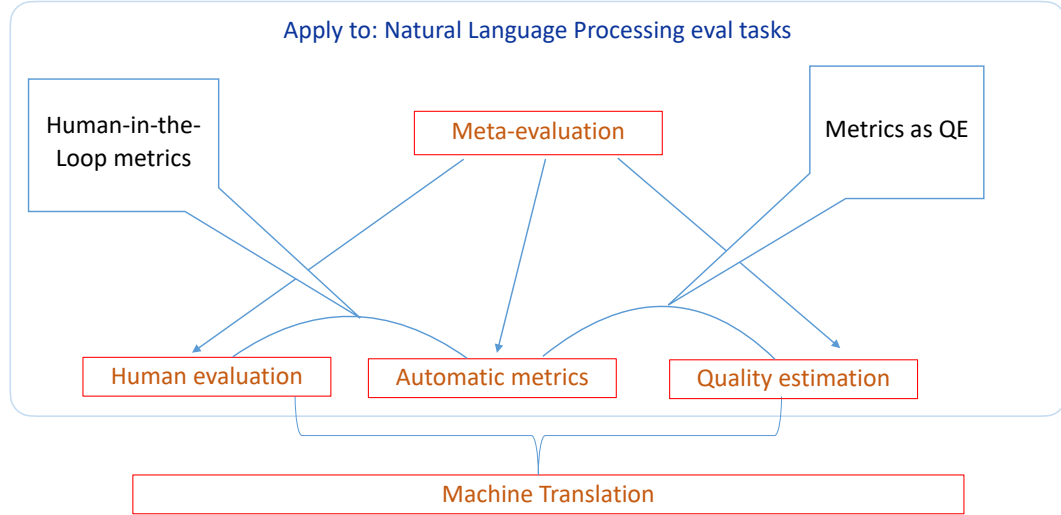 Apply to: Natural Language Processing eval tasks
Human-in-the-
Loop metrics
Meta-evaluation
Metrics as QE
Human evaluation
Automatic metrics
Quality estimation
Machine Translation